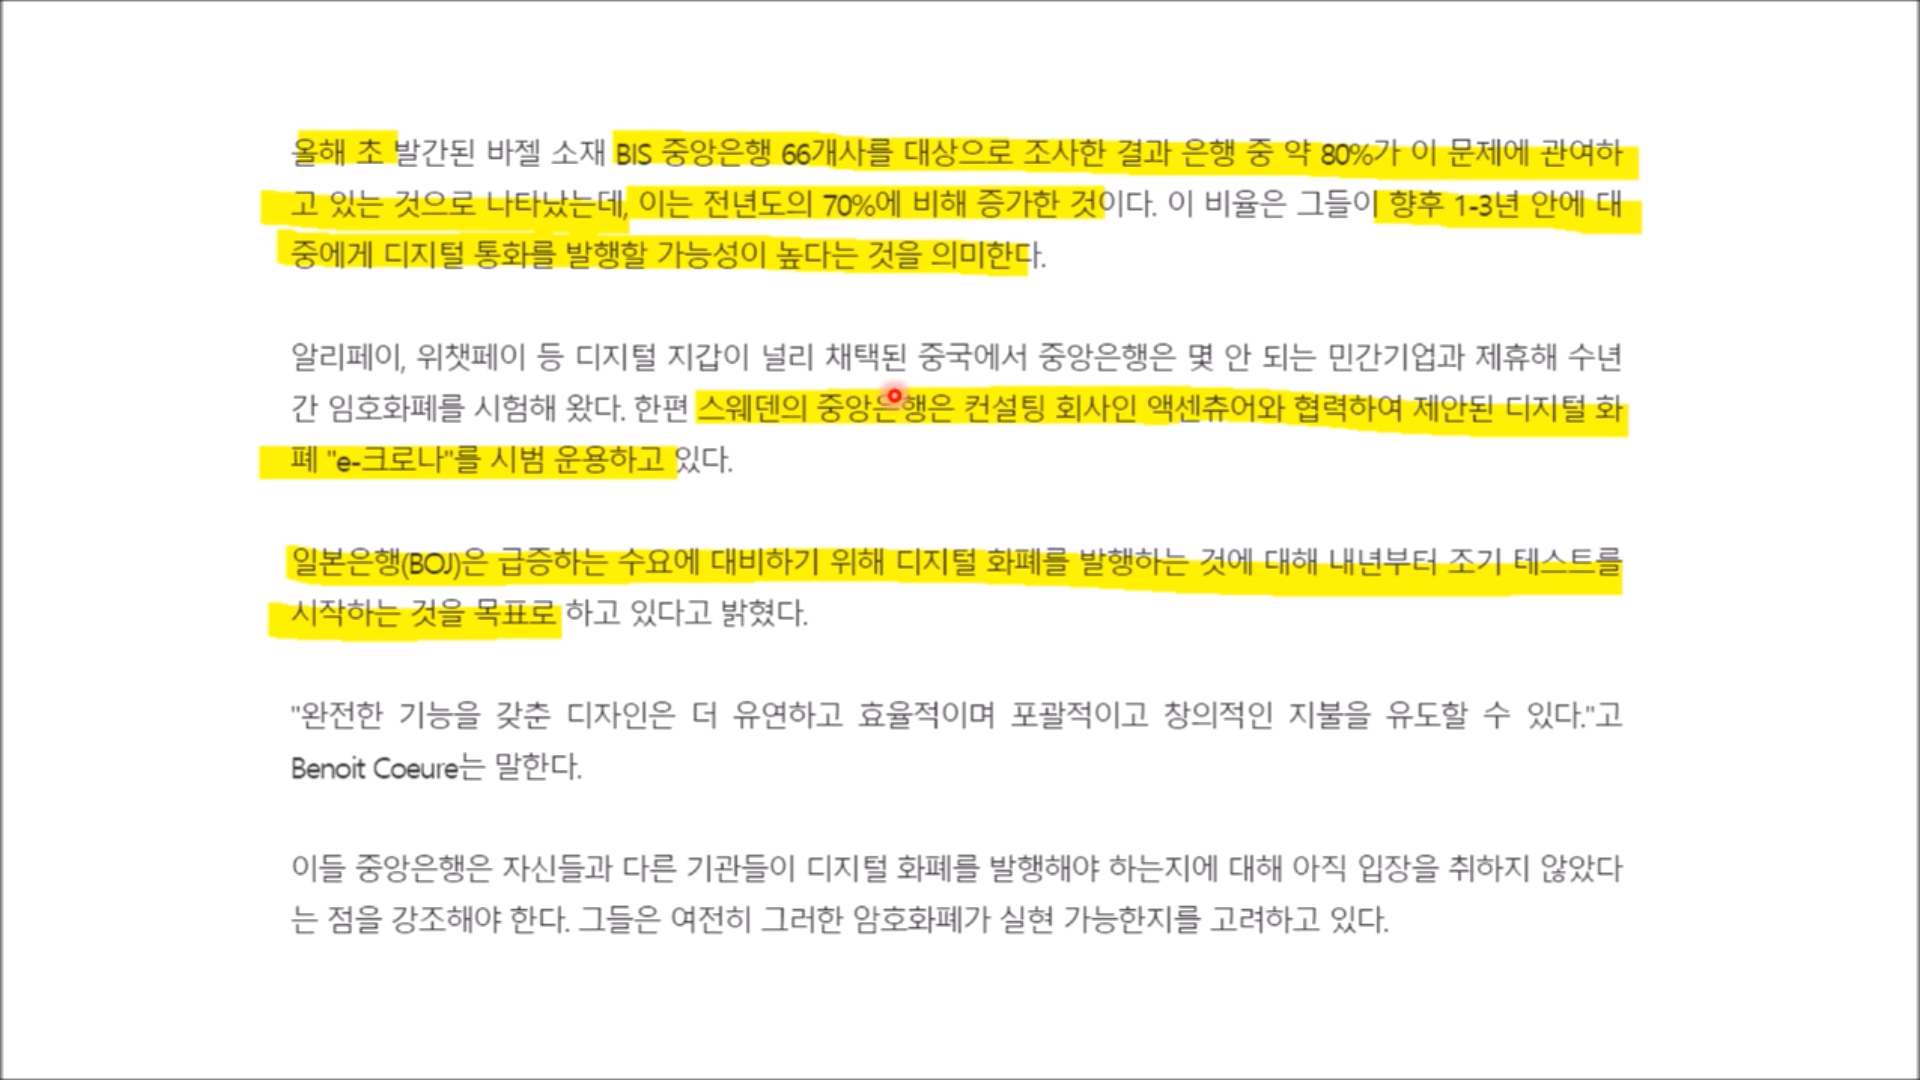 올해 초 발간된 바젤 소재 BIS 중앙은행 66개사를 대상으로 조사한 결과 은행 중 약 80%가 이 문제에 관여하
고 있는 것으로 나타났는데, 이는 전년도의 70%에 비해 증가한 것이다. 이 비율은 그들이 향후 1-3년 안에 대
중에게 디지털 통화를 발행할 가능성이 높다는 것을 의미한다.
알리페이, 위챗페이 등 디지털 지갑이 널리 채택된 중국에서 중앙은행은 몇 안 되는 민간기업과 제휴해 수년
간 암호화폐를 시험해 왔다. 한편 스웨덴의 중앙은행은 컨설팅 회사인 액센츄어와 협력하여 제안된 디지털 화
폐 "e-크로나"를 시범 운용하고 있다.
일본은행(BOJ)은 급증하는 수요에 대비하기 위해 디지털 화폐를 발행하는 것에 대해 내년부터 조기 테스트를
시작하는 것을 목표로 하고 있다고 밝혔다.
"완전한 기능을 갖춘 디자인은 더 유연하고 효율적이며 포괄적이고 창의적인 지불을 유도할 수 있다."고
Benoit Coeure는 말한다.
이들 중앙은행은 자신들과 다른 기관들이 디지털 화폐를 발행해야 하는지에 대해 아직 입장을 취하지 않았다
는 점을 강조해야 한다. 그들은 여전히 그러한 암호화폐가 실현 가능한지를 고려하고 있다.